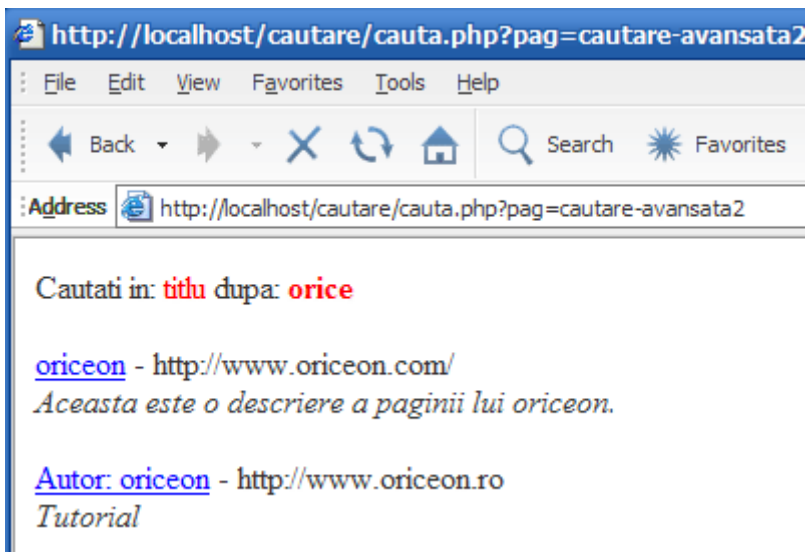 http://localhost/cautare/cauta.php?pag=cautare-avansata2
File Edit View Favorites Tools Help
Back Search Favorites
Address http://localhost/cautare/cauta.php?pag=cautare-avansata2
Cautati in: titlu dupa: orice
oriceon - http://www.oriceon.com/
Aceasta este o descriere a paginii lui oriceon.
Autor: oriceon - http://www.oriceon.ro
Tutorial